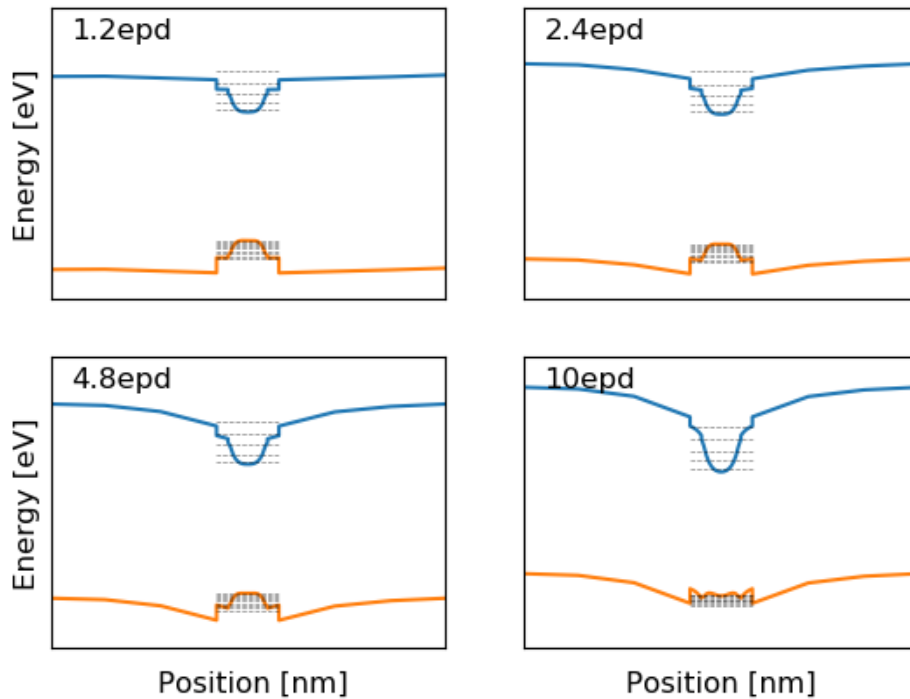 1.2epd
2.4epd
Energy [eV]
4.8epd
10epd
Energy [eV]
Position [nm]
Position [nm]